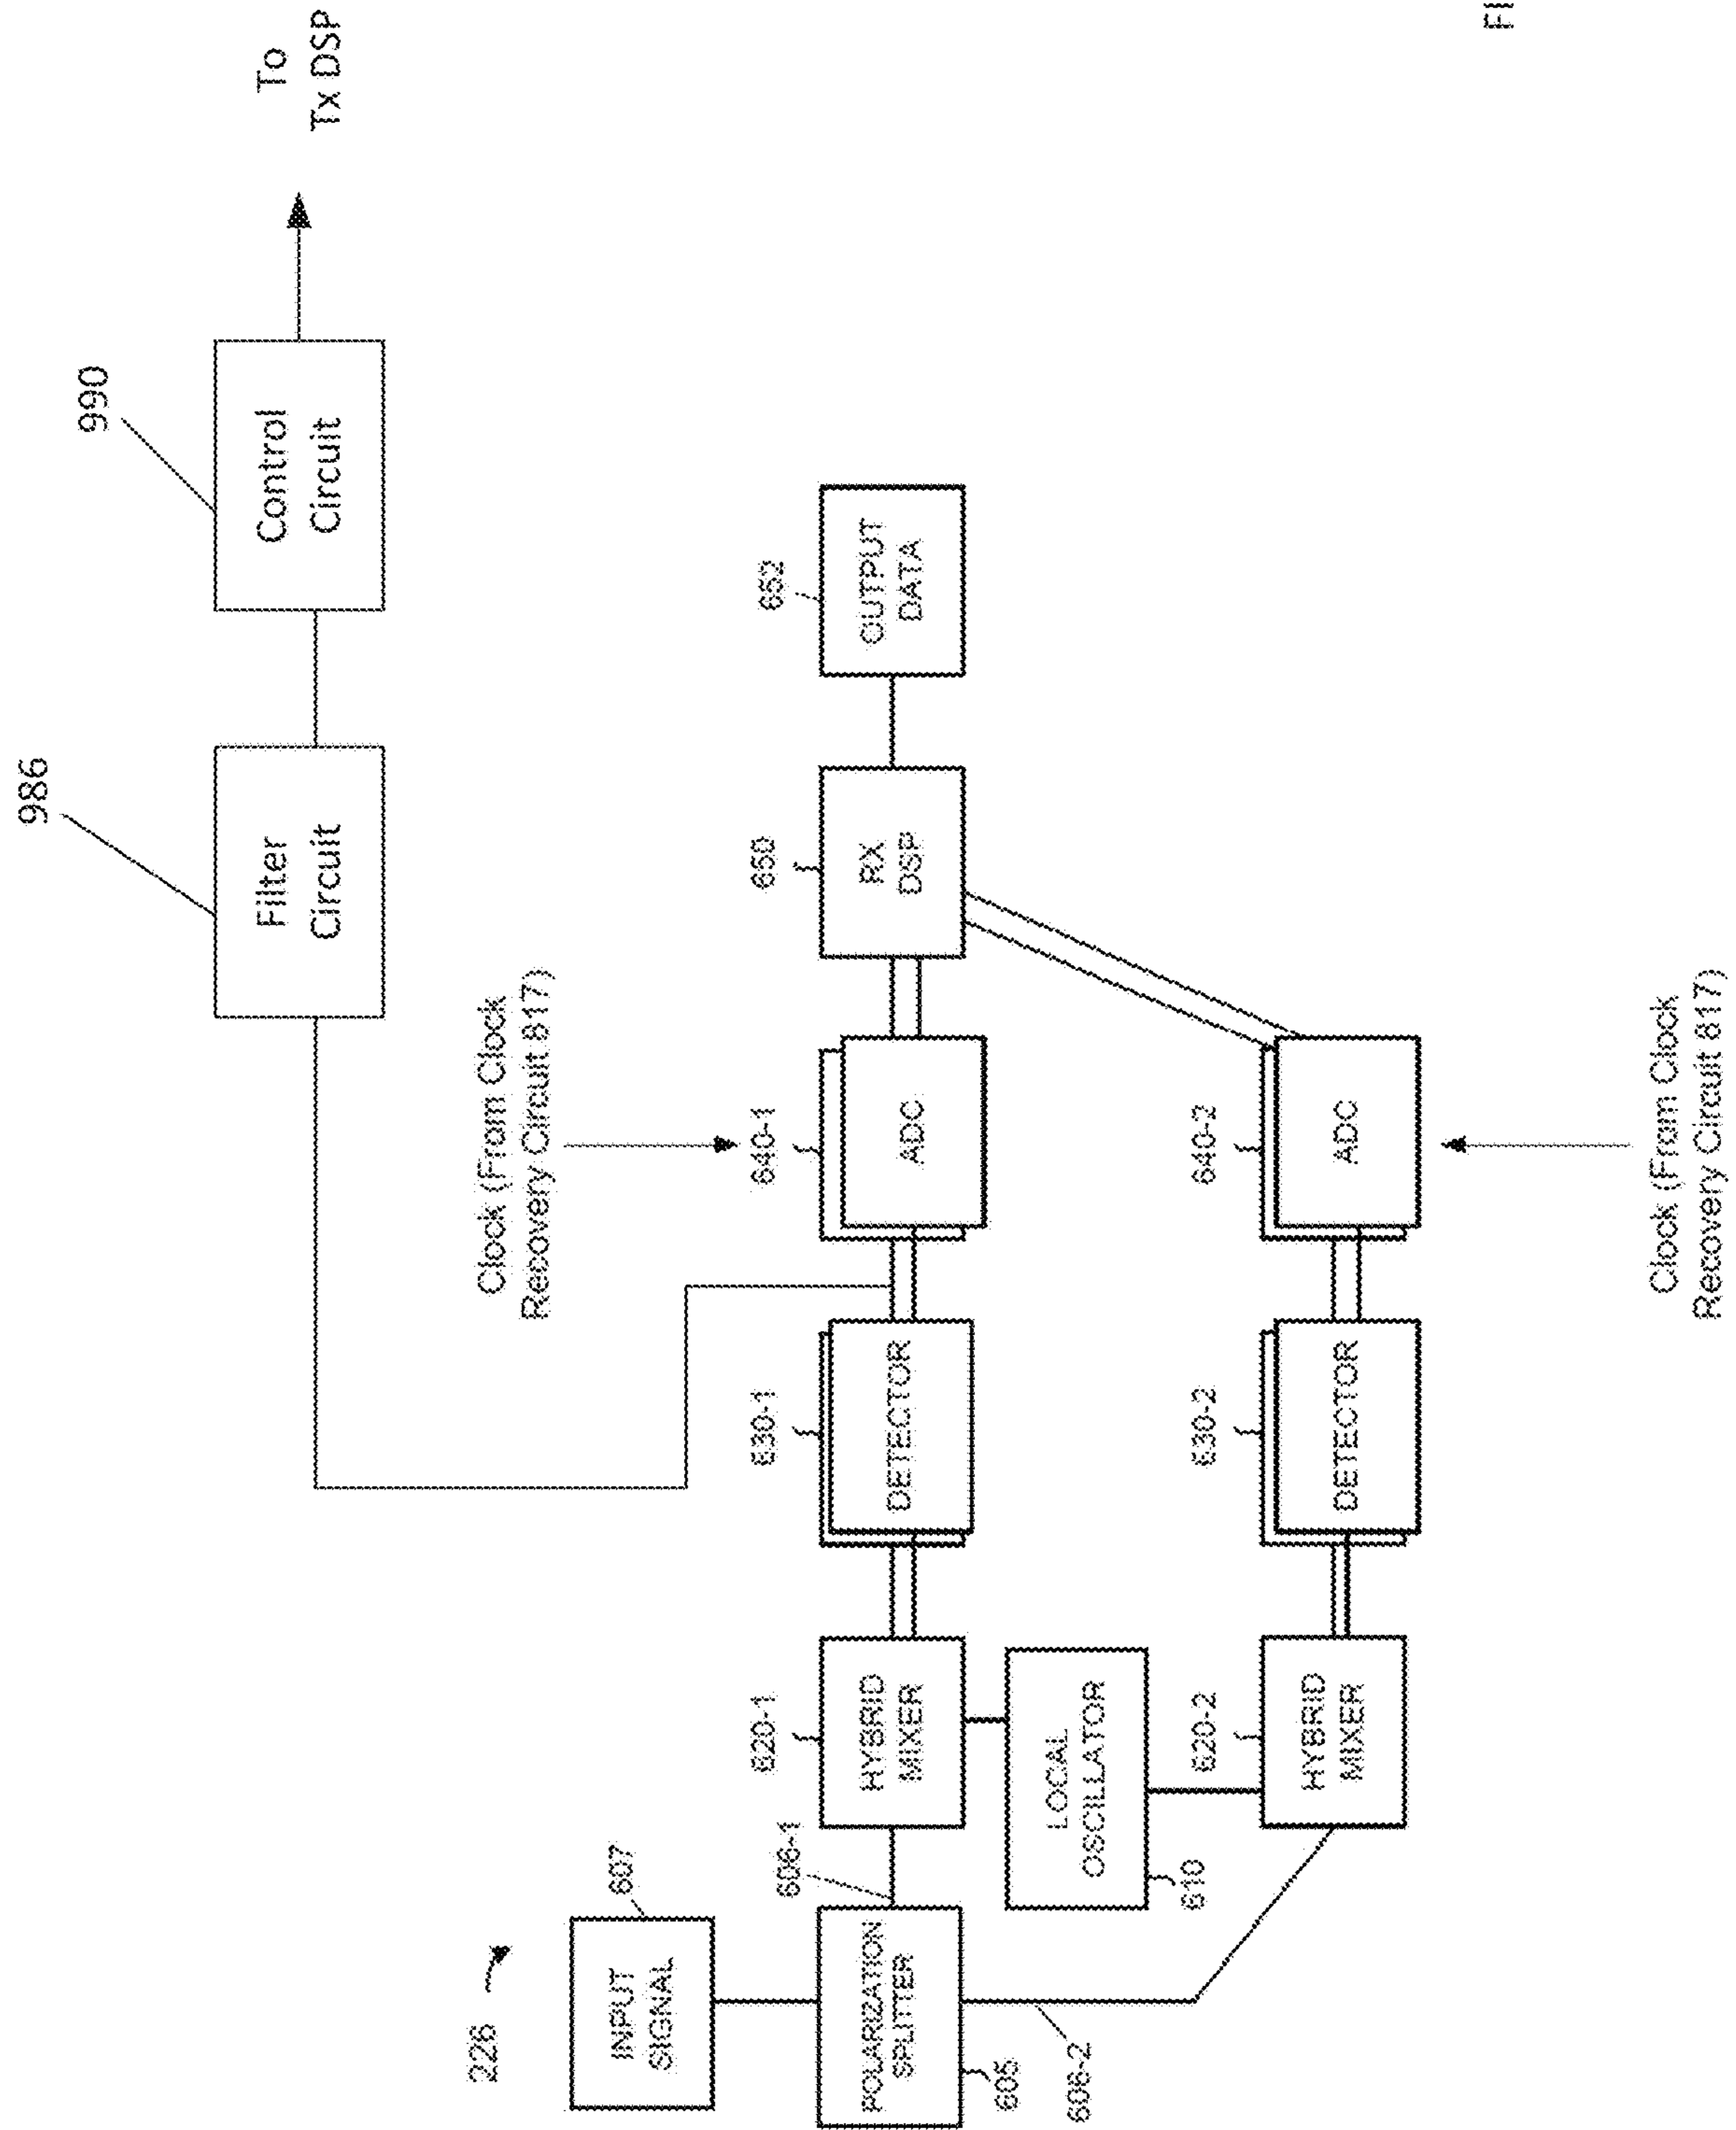 To
Tx DSP
990
Control
Circuit
986
Filter
Circuit
Clock (From Clock
Recovery Circuit 817)
226
607
INPUT
SIGNAL
POLARIZATION
SPLITTER
605
606-1
606-2
620-1
HYBRID
MIXER
LOCAL
OSCILLATOR
610
620-2
HYBRID
MIXER
630-1
DETECTOR
630-2
DETECTOR
640-1
ADC
640-2
ADC
650
RX
DSP
652
OUTPUT
DATA
Clock (From Clock
Recovery Circuit 817)